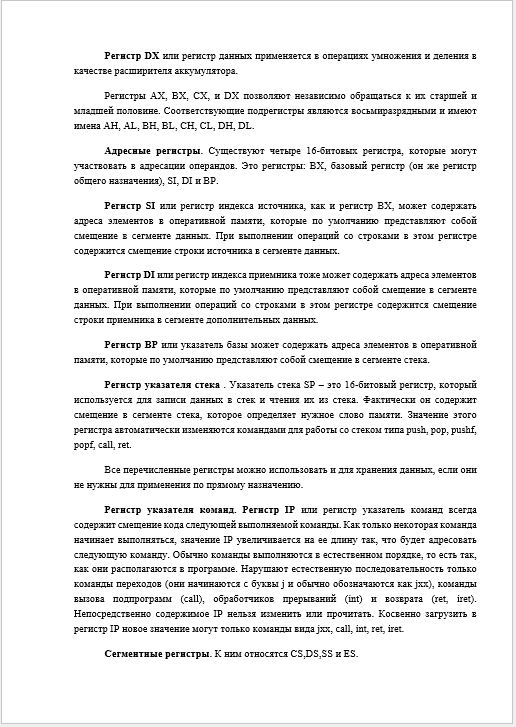 Регистр DX или регистр данных применяется в операциях умножения и деления в
качестве расширителя аккумулятора.
Регистры AX, BX, CX, и DX позволяют независимо обращаться к их старшей и
младшей половине. Соответствующие подрегистры являются восьмиразрядными и имеют
имена AH, AL, BH, BL, CH, CL, DH, DL.
Адресные регистры. Существуют четыре 16-битовых регистра, которые могут
участвовать в адресации операндов. Это регистры: BX, базовый регистр (он же регистр
общего назначения), SI, DI и BP.
Регистр SI или регистр индекса источника, как и регистр BX, может содержать
адреса элементов в оперативной памяти, которые по умолчанию представляют собой
смещение в сегменте данных. При выполнении операций со строками в этом регистре
содержится смещение строки источника в сегменте данных.
Регистр DI или регистр индекса приемника тоже может содержать адреса элементов
в оперативной памяти, которые по умолчанию представляют собой смещение в сегменте
данных. При выполнении операций со строками в этом регистре содержится смещение
строки приемника в сегменте дополнительных данных.
Регистр BP или указатель базы может содержать адреса элементов в оперативной
памяти, которые по умолчанию представляют собой смещение в сегменте стека.
Регистр указателя стека . Указатель стека SP – это 16-битовый регистр, который
используется для записи данных в стек и чтения их из стека. Фактически он содержит
смещение в сегменте стека, которое определяет нужное слово памяти. Значение этого
регистра автоматически изменяются командами для работы со стеком типа push, pop, pushf,
popf, call, ret.
Все перечисленные регистры можно использовать и для хранения данных, если они
не нужны для применения по прямому назначению.
Регистр указателя команд. Регистр IP или регистр указатель команд всегда
содержит смещение кода следующей выполняемой команды. Как только некоторая команда
начинает выполняться, значение IP увеличивается на ее длину так, что будет адресовать
следующую команду. Обычно команды выполняются в естественном порядке, то есть так,
как они располагаются в программе. Нарушают естественную последовательность только
команды переходов (они начинаются с буквы j и обычно обозначаются как jxx), команды
вызова подпрограмм (call), обработчиков прерываний (int) и возврата (ret, iret).
Непосредственно содержимое IP нельзя изменить или прочитать. Косвенно загрузить в
регистр IP новое значение могут только команды вида jxx, call, int, ret, iret.
Сегментные регистры. К ним относятся CS,DS,SS и ES.